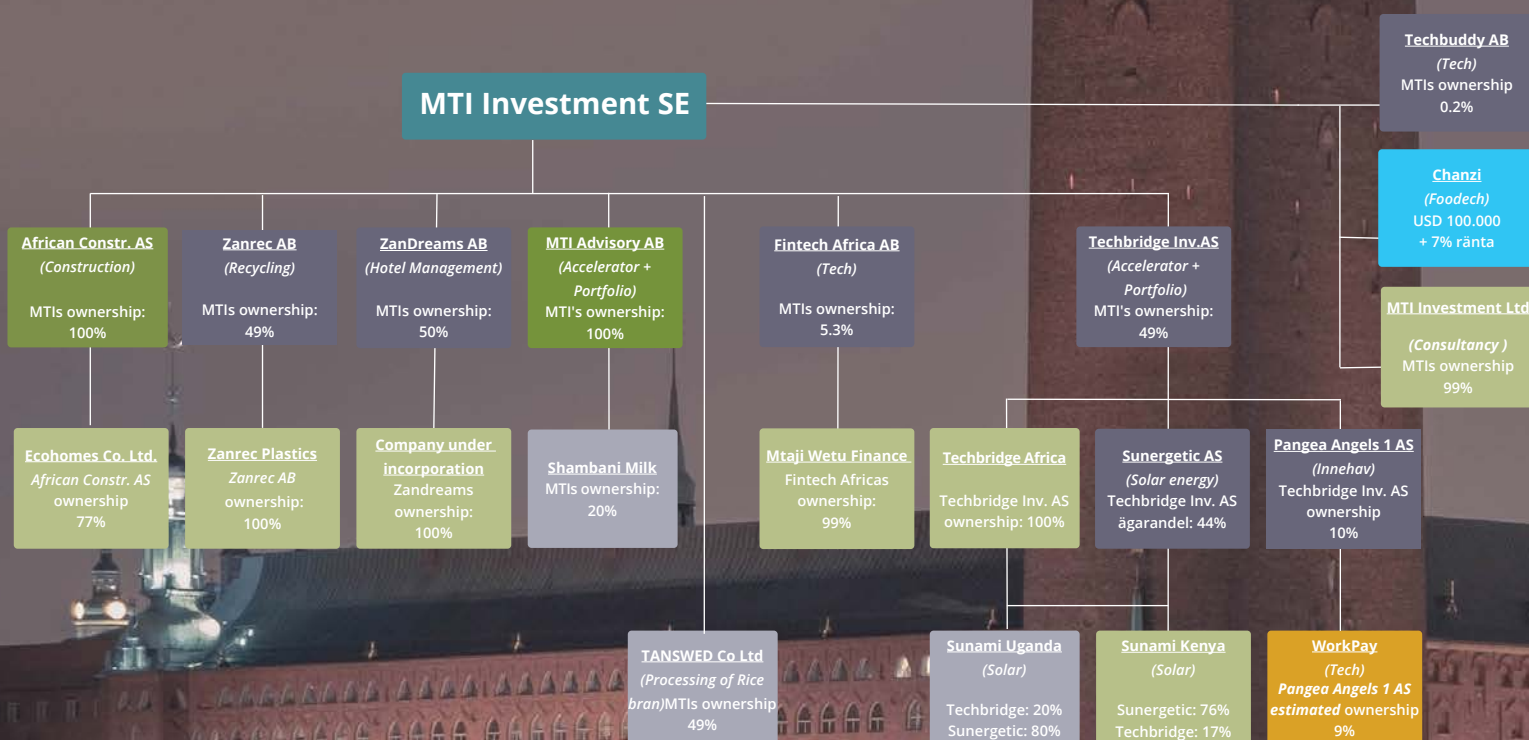 MTI Investment SE
Techbuddy AB
(Tech)
MTIs ownership
0.2%
Chanzi
(Foodech)
USD 100.000
+ 7% ränta
MTI Investment Ltd
(Consultancy )
MTIs ownership
99%
African Constr. AS
(Construction)
MTIs ownership:
100%
Zanrec AB
(Recycling)
MTIs ownership:
49%
ZanDreams AB
(Hotel Management)
MTIs ownership:
50%
MTI Advisory AB
(Accelerator +
Portfolio)
MTI's ownership:
100%
Fintech Africa AB
(Tech)
MTIs ownership:
5.3%
Techbridge Inv.AS
(Accelerator +
Portfolio)
MTI's ownership:
49%
Ecohomes Co. Ltd.
African Constr. AS
ownership
77%
Zanrec Plastics
Zanrec AB
ownership:
100%
Company under
incorporation
Zandreams
ownership:
100%
Shambani Milk
MTIs ownership:
20%
Mtaji Wetu Finance
Fintech Africas
ownership:
99%
Techbridge Africa
Techbridge Inv. AS
ownership: 100%
Sunergetic AS
(Solar energy)
Techbridge Inv. AS
ägarandel: 44%
Pangea Angels 1 AS
(Innehav)
Techbridge Inv. AS
ownership
10%
TANSWED Co Ltd
(Processing of Rice
bran)MTIs ownership
49%
Sunami Uganda
(Solar)
Techbridge: 20%
Sunergetic: 80%
Sunami Kenya
(Solar)
Sunergetic: 76%
Techbridge: 17%
WorkPay
(Tech)
Pangea Angels 1 AS
estimated ownership
9%